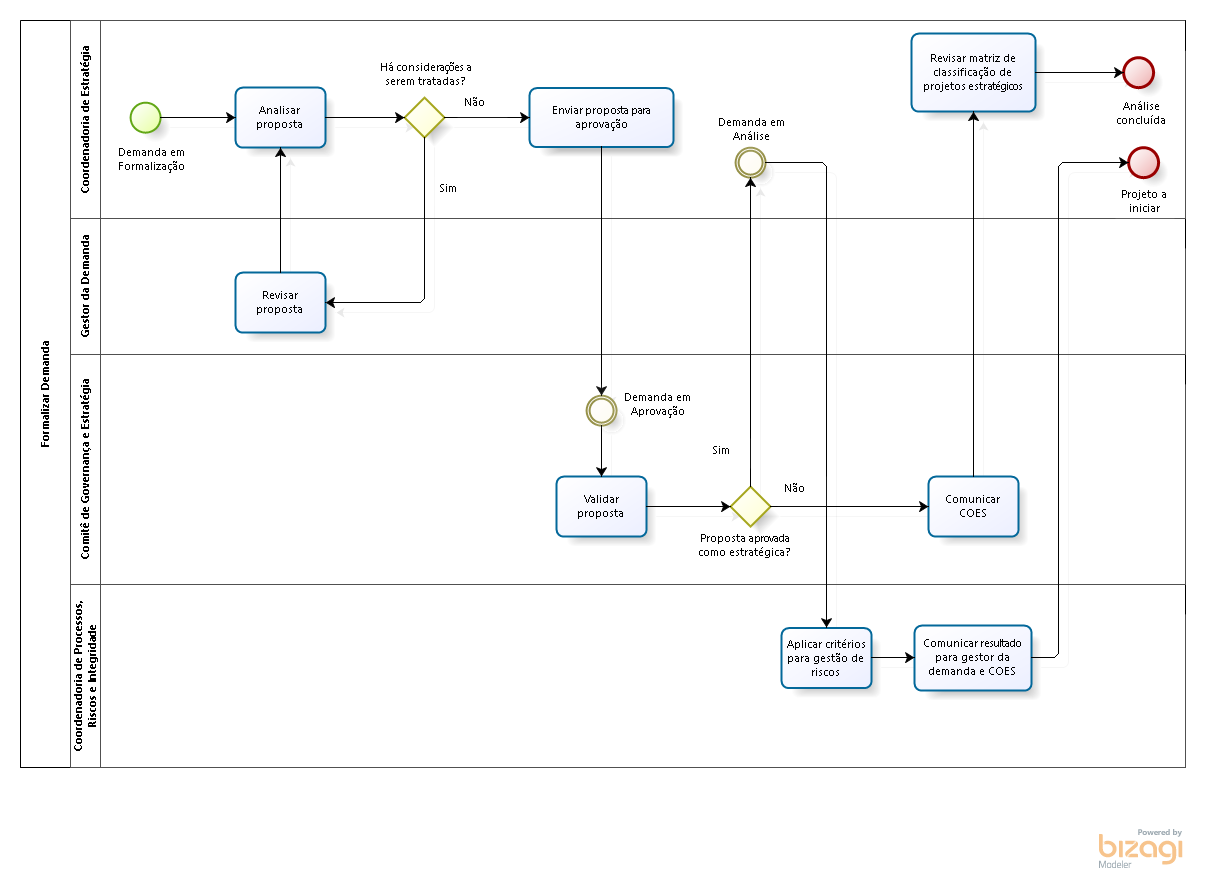 Formalizar Demanda
Coordenadoria de Estratégia
Demanda em
Formalização
Analisar
proposta
Há considerações a
serem tratadas?
Não
Sim
Enviar proposta para
aprovação
Demanda em
Análise
Revisar matriz de
classificação de
projetos estratégicos
Análise
concluída
Projeto a
iniciar
Gestor da Demanda
Revisar
proposta
Comitê de Governança e Estratégia
Demanda em
Aprovação
Validar
proposta
Sim
Não
Proposta aprovada
como estratégica?
Comunicar
COES
Coordenadoria de Processos,
Riscos e Integridade
Aplicar critérios
para gestão de
riscos
Comunicar resultado
para gestor da
demanda e COES
Powered by
bizagi
Modeler